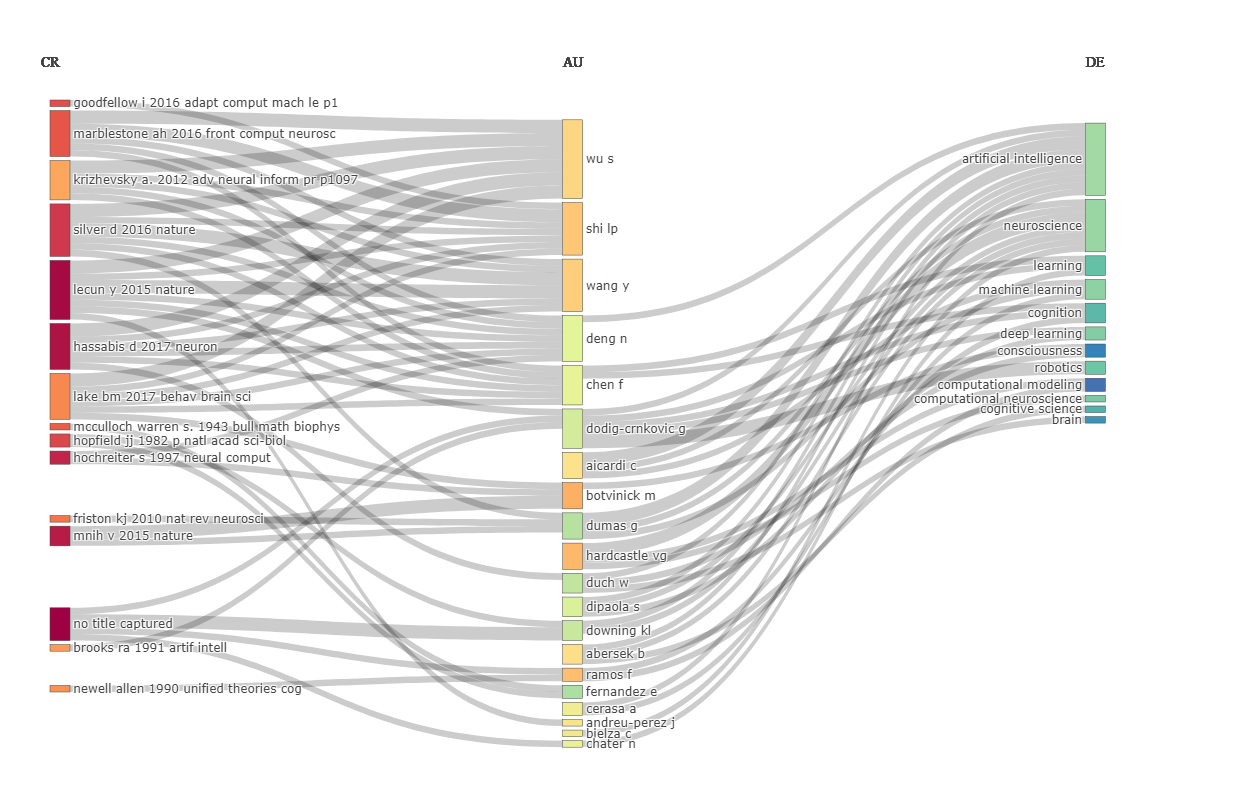 CR
AU
DE
goodfellow i 2016 adapt comput mach le p1
marblestone ah 2016 front comput neurosc
krizhevsky a. 2012 adv neural inform pr p1097
silver d 2016 nature
lecun y 2015 nature
hassabis d 2017 neuron
lake bm 2017 behav brain sci
mcculloch warren s. 1943 bull math biophys
hopfield jj 1982 p natl acad sci-biol
hochreiter s 1997 neural comput
friston kj 2010 nat rev neurosci
mnih v 2015 nature
no title captured
brooks ra 1991 artif intell
newell allen 1990 unified theories cog
wu s
shi lp
wang y
deng n
chen f
dodig-crnkovic g
aicardi c
botvinick m
dumas g
hardcastle vg
duch w
dipaola s
downing kl
abersek b
ramos f
fernandez e
cerasa a
andreu-perez j
bielza c
chater n
artificial intelligence
neuroscience
learning
machine learning
cognition
deep learning
consciousness
robotics
computational modeling
computational neuroscience
cognitive science
brain